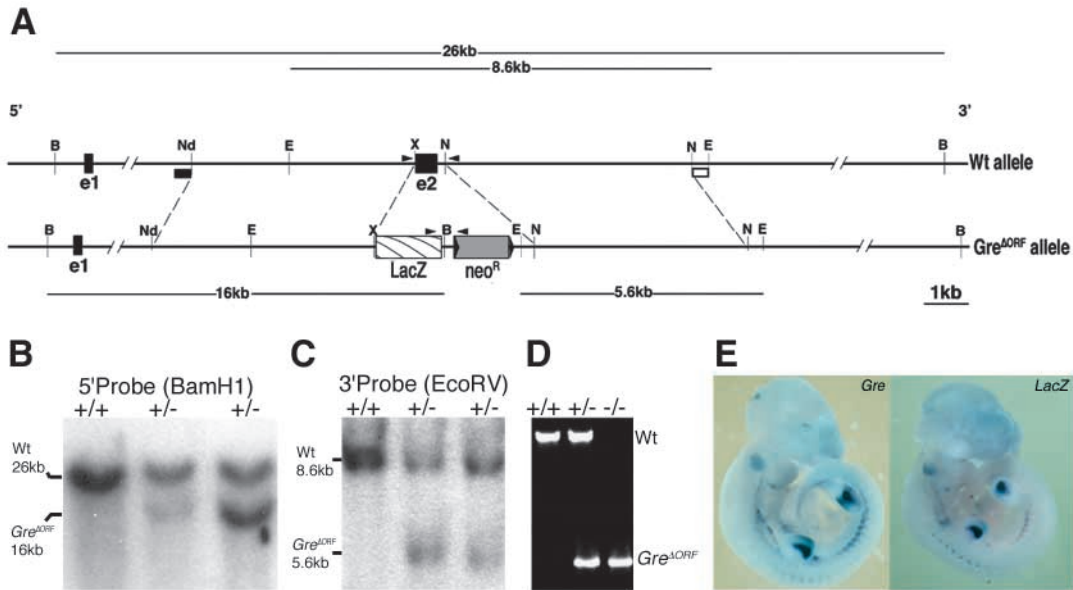 A
26kb
8.6kb
5' 3'
B Nd E X N N E B
Wt allele
e1 e2
B Nd E X B E N N E B
Gre^ΔORF allele
e1 LacZ neo^R
16kb 5.6kb 1kb
B
5'Probe (BamH1)
+/+ +/- +/-
Wt
26kb
Gre^ΔORF
16kb
C
3'Probe (EcoRV)
+/+ +/- +/-
Wt
8.6kb
Gre^ΔORF
5.6kb
D
+/+ +/- -/-
Wt
Gre^ΔORF
E
Gre LacZ